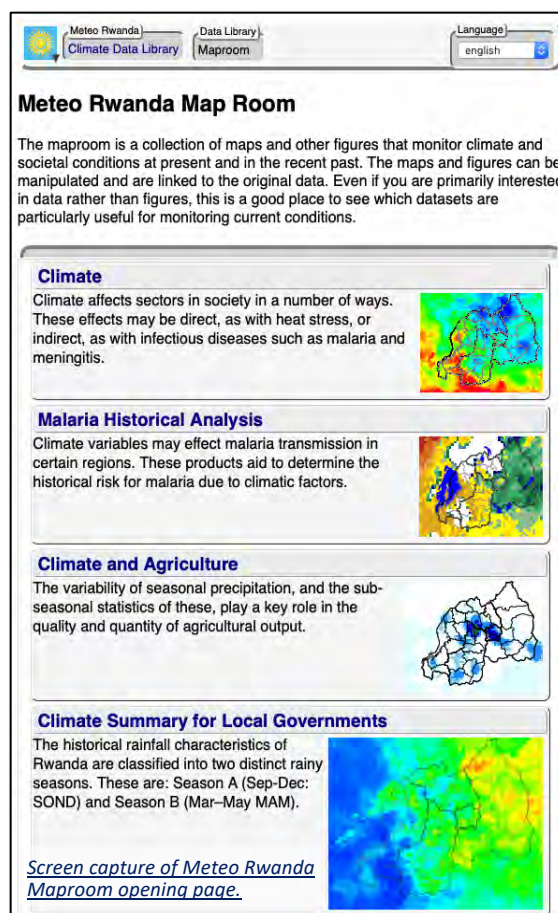 Meteo Rwanda
Climate Data Library
Data Library
Maproom
Language
english
Meteo Rwanda Map Room
The maproom is a collection of maps and other figures that monitor climate and
societal conditions at present and in the recent past. The maps and figures can be
manipulated and are linked to the original data. Even if you are primarily interested
in data rather than figures, this is a good place to see which datasets are
particularly useful for monitoring current conditions.
Climate
Climate affects sectors in society in a number of ways.
These effects may be direct, as with heat stress, or
indirect, as with infectious diseases such as malaria and
meningitis.
Malaria Historical Analysis
Climate variables may effect malaria transmission in
certain regions. These products aid to determine the
historical risk for malaria due to climatic factors.
Climate and Agriculture
The variability of seasonal precipitation, and the sub-
seasonal statistics of these, play a key role in the
quality and quantity of agricultural output.
Climate Summary for Local Governments
The historical rainfall characteristics of
Rwanda are classified into two distinct rainy
seasons. These are: Season A (Sep-Dec:
SOND) and Season B (Mar–May MAM).
Screen capture of Meteo Rwanda
Maproom opening page.